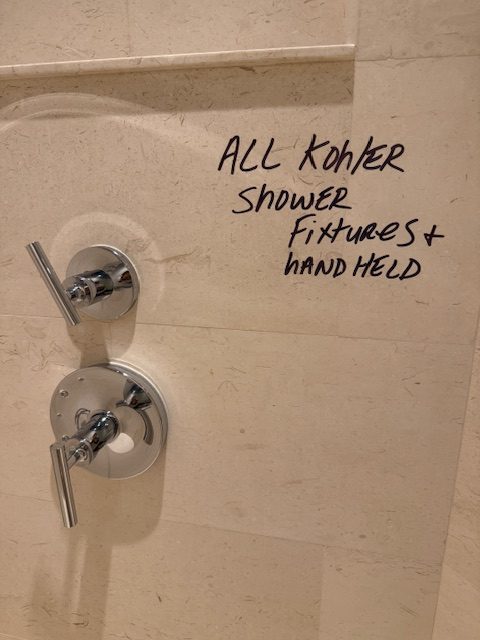 ALL KohlER
ShOWER
FixtuReS +
hAND HELD